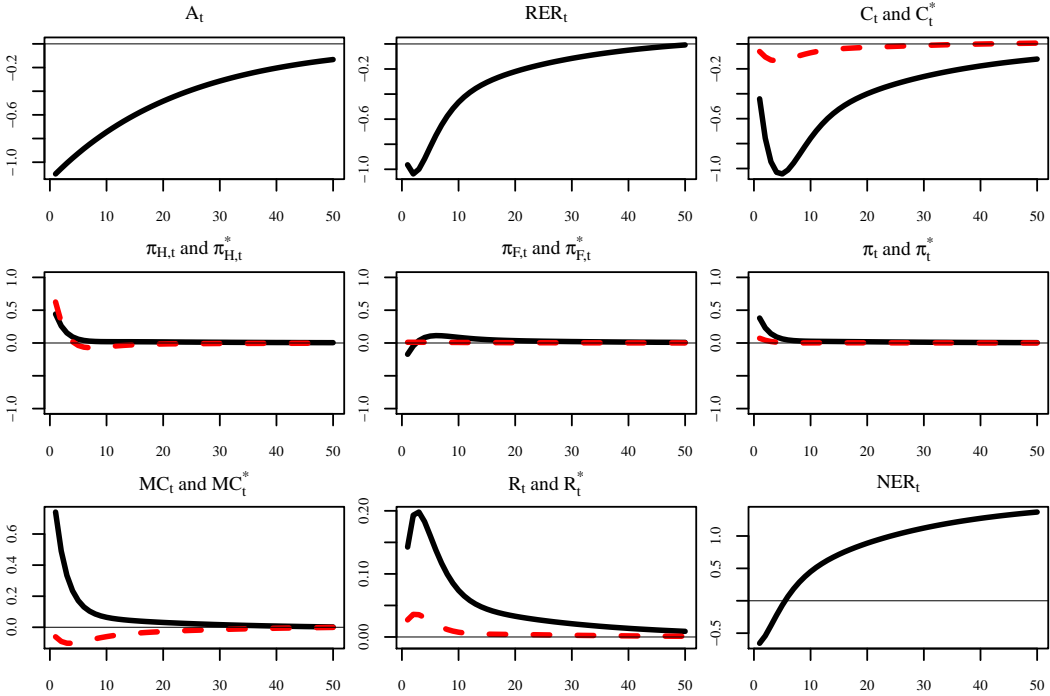 A_t
RER_t
C_t and C_t^*
−0.2
−0.6
−1.0
0 10 20 30 40 50
−0.2
−0.6
−1.0
0 10 20 30 40 50
−0.2
−0.6
−1.0
0 10 20 30 40 50
π_H,t and π_H,t^*
π_F,t and π_F,t^*
π_t and π_t^*
1.0
0.5
0.0
−1.0
0 10 20 30 40 50
1.0
0.5
0.0
−1.0
0 10 20 30 40 50
1.0
0.5
0.0
−1.0
0 10 20 30 40 50
MC_t and MC_t^*
R_t and R_t^*
NER_t
0.6
0.4
0.2
0.0
0 10 20 30 40 50
0.20
0.10
0.00
0 10 20 30 40 50
1.0
0.5
−0.5
0 10 20 30 40 50